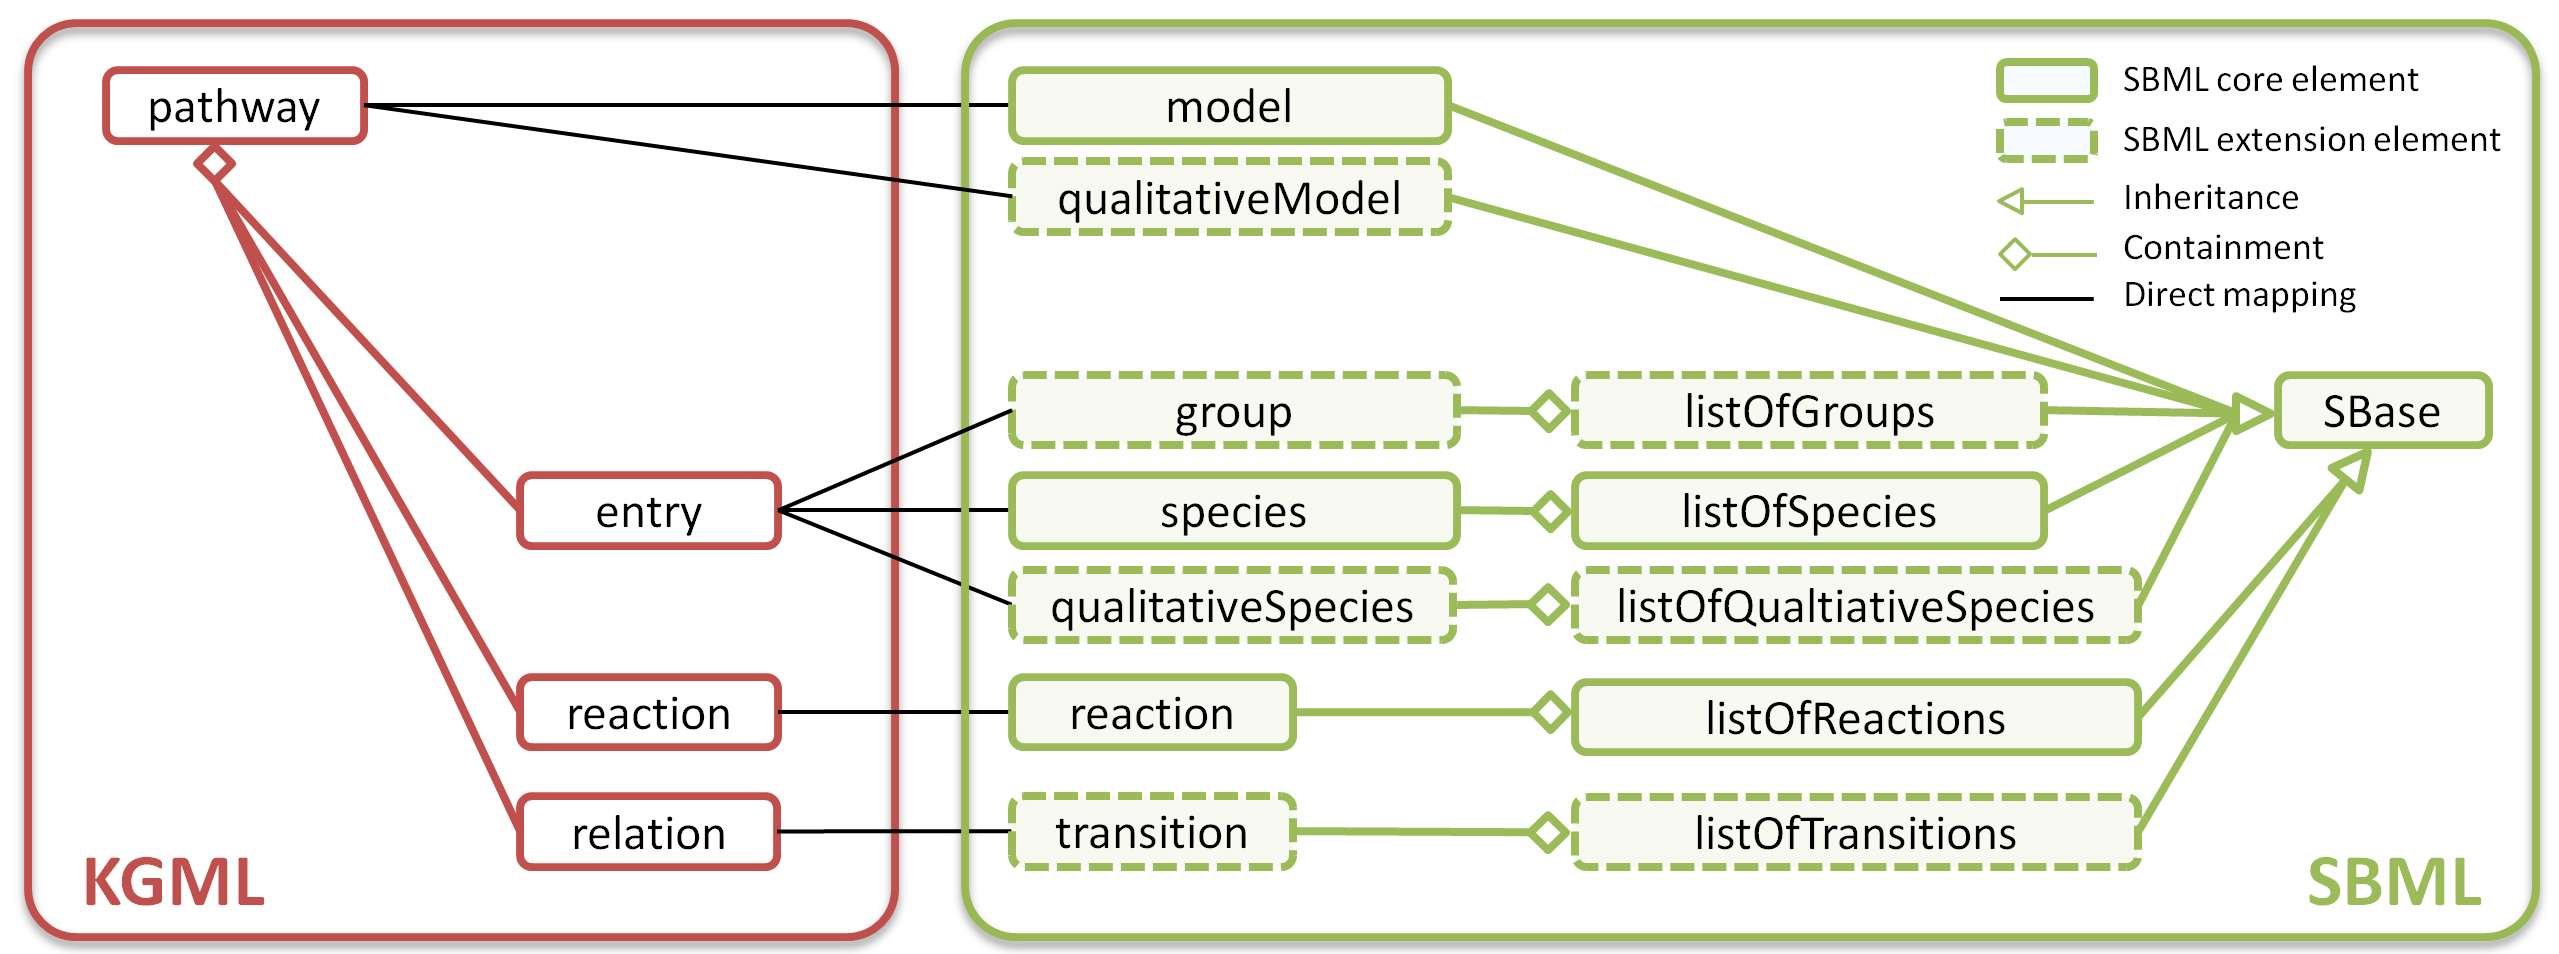 pathway
entry
reaction
relation
KGML
model
qualitativeModel
group
species
qualitativeSpecies
reaction
transition
listOfGroups
listOfSpecies
listOfQualtiativeSpecies
listOfReactions
listOfTransitions
SBase
SBML core element
SBML extension element
Inheritance
Containment
Direct mapping
SBML